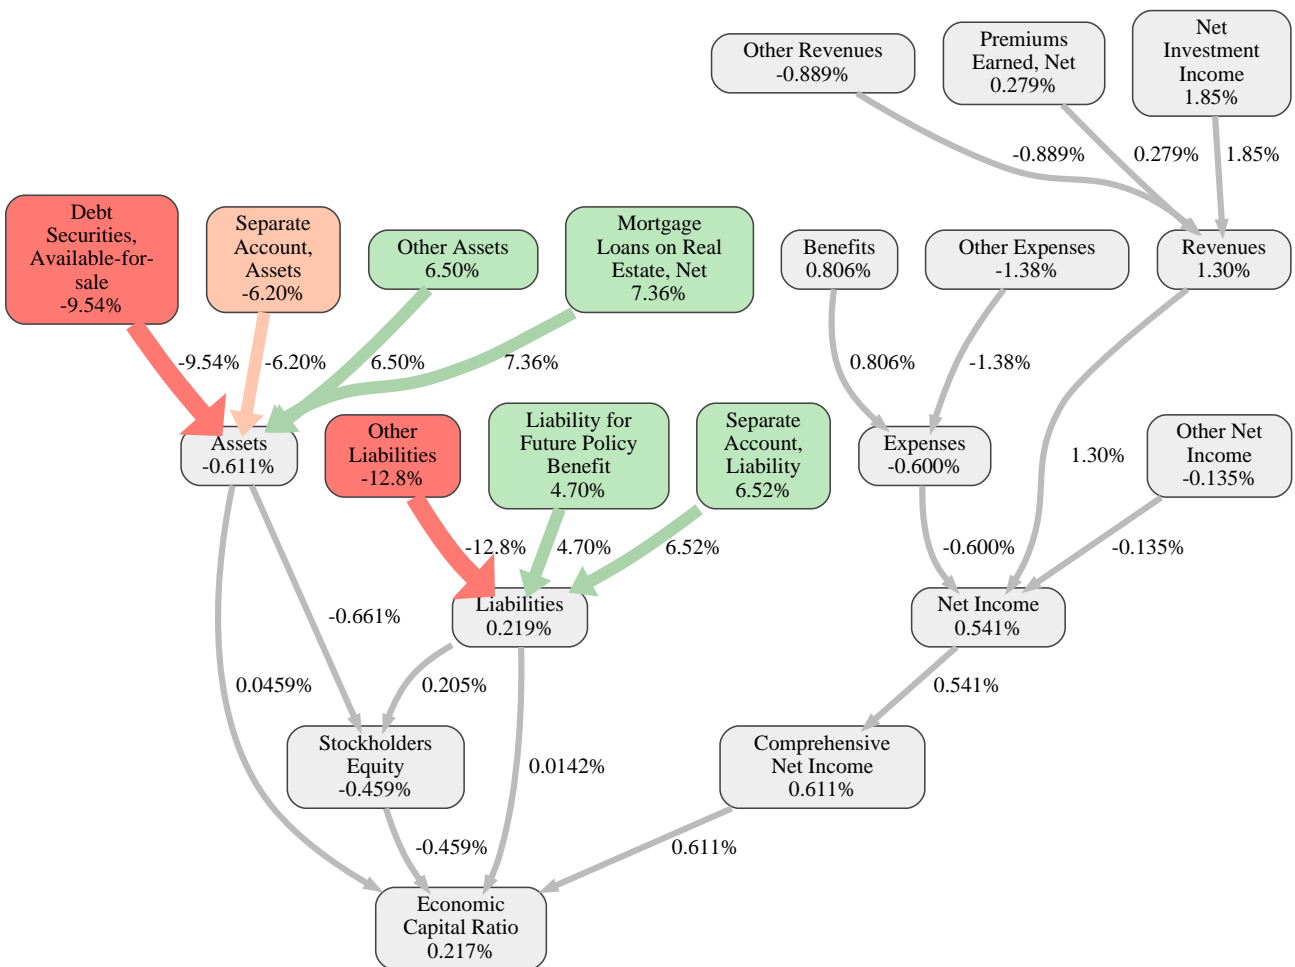 Other Revenues
-0.889%
Premiums
Earned, Net
0.279%
Net
Investment
Income
1.85%
-0.889%
0.279%
1.85%
Debt
Securities,
Available-for-
sale
-9.54%
Separate
Account,
Assets
-6.20%
Other Assets
6.50%
Mortgage
Loans on Real
Estate, Net
7.36%
Benefits
0.806%
Other Expenses
-1.38%
Revenues
1.30%
-9.54%
-6.20%
6.50%
7.36%
0.806%
-1.38%
Assets
-0.611%
Other
Liabilities
-12.8%
Liability for
Future Policy
Benefit
4.70%
Separate
Account,
Liability
6.52%
Expenses
-0.600%
1.30%
Other Net
Income
-0.135%
-12.8%
4.70%
6.52%
-0.600%
-0.135%
-0.661%
Liabilities
0.219%
Net Income
0.541%
0.0459%
0.205%
0.541%
Stockholders
Equity
-0.459%
0.0142%
Comprehensive
Net Income
0.611%
-0.459%
0.611%
Economic
Capital Ratio
0.217%